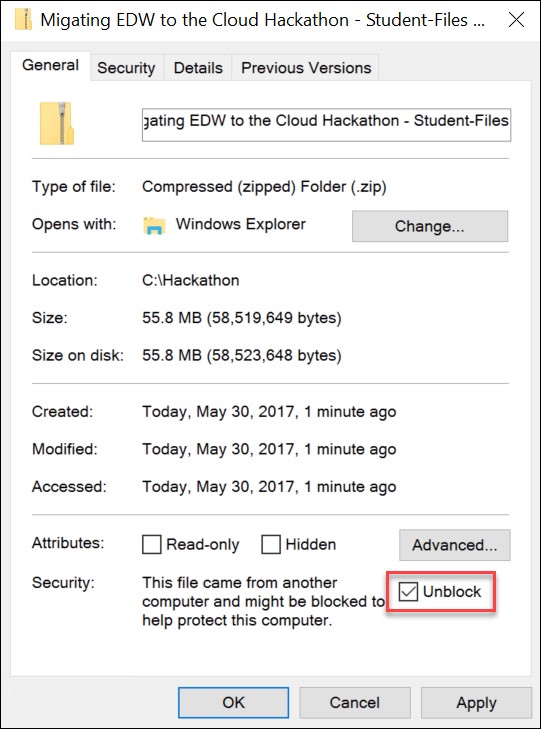 Migating EDW to the Cloud Hackathon - Student-Files ...
General Security Details Previous Versions
gating EDW to the Cloud Hackathon - Student-Files
Type of file: Compressed (zipped) Folder (.zip)
Opens with: Windows Explorer Change...
Location: C:\Hackathon
Size: 55.8 MB (58,519,649 bytes)
Size on disk: 55.8 MB (58,523,648 bytes)
Created: Today, May 30, 2017, 1 minute ago
Modified: Today, May 30, 2017, 1 minute ago
Accessed: Today, May 30, 2017, 1 minute ago
Attributes: Read-only Hidden Advanced...
Security: This file came from another
computer and might be blocked to
help protect this computer.
Unblock
OK Cancel Apply